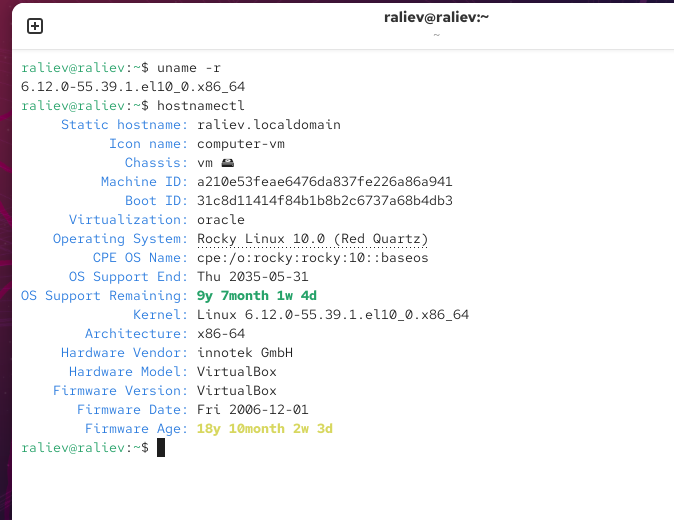 raliev@raliev:~
~
raliev@raliev:~$ uname -r
6.12.0-55.39.1.el10_0.x86_64
raliev@raliev:~$ hostnamectl
Static hostname: raliev.localdomain
Icon name: computer-vm
Chassis: vm 🖴
Machine ID: a210e53feae6476da837fe226a86a941
Boot ID: 31c8d11414f84b1b8b2c6737a68b4db3
Virtualization: oracle
Operating System: Rocky Linux 10.0 (Red Quartz)
CPE OS Name: cpe:/o:rocky:rocky:10::baseos
OS Support End: Thu 2035-05-31
OS Support Remaining: 9y 7month 1w 4d
Kernel: Linux 6.12.0-55.39.1.el10_0.x86_64
Architecture: x86-64
Hardware Vendor: innotek GmbH
Hardware Model: VirtualBox
Firmware Version: VirtualBox
Firmware Date: Fri 2006-12-01
Firmware Age: 18y 10month 2w 3d
raliev@raliev:~$